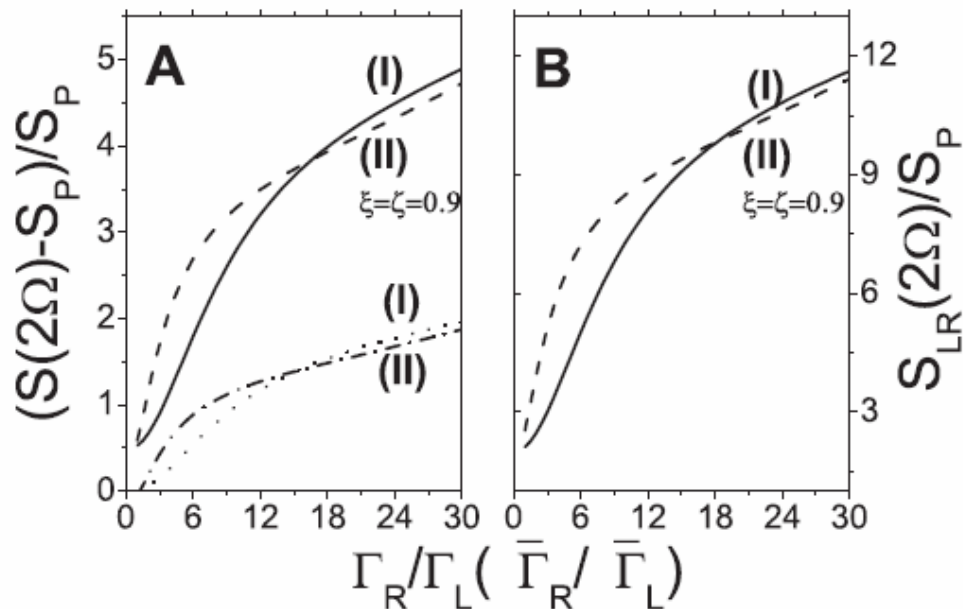 A
B
(S(2Ω)-S_P)/S_P
5
4
3
2
1
0
(I)
(II)
ξ=ζ=0.9
(I)
(II)
0 6 12 18 24 30
(I)
(II)
ξ=ζ=0.9
0 6 12 18 24 30
12
9
6
3
S_LR(2Ω)/S_P
Γ_R/Γ_L( Γ̅_R/ Γ̅_L)